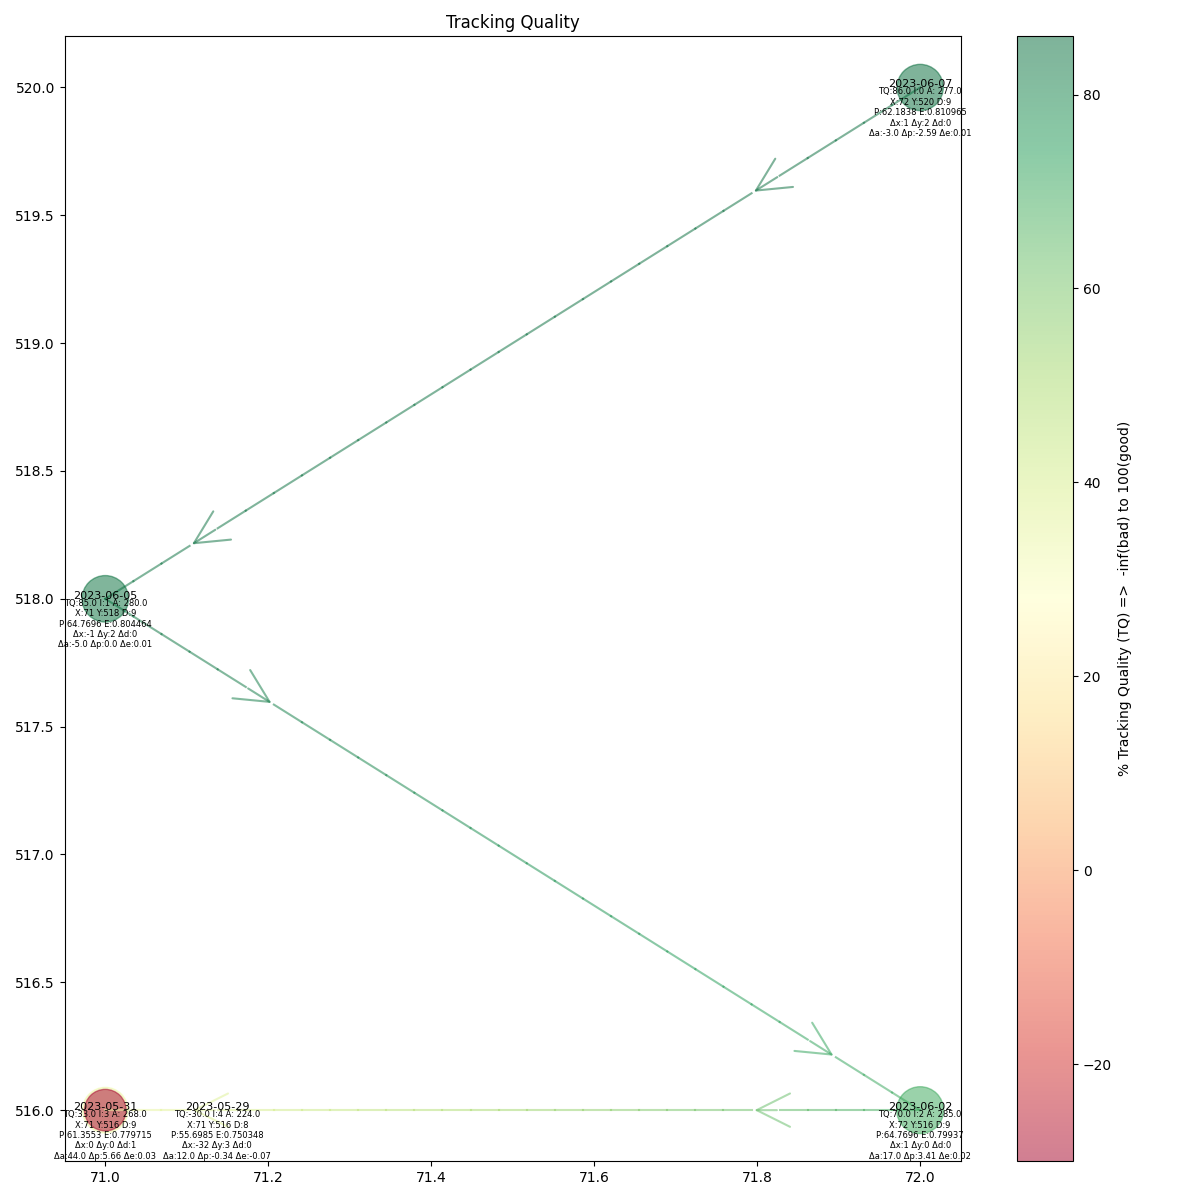 Tracking Quality
520.0
519.5
519.0
518.5
518.0
517.5
517.0
516.5
516.0
2023-06-07
TQ:86.0 I:0 A: 277.0
X:72 Y:520 D:9
P:62.1838 E:0.810965
Δx:1 Δy:2 Δd:0
Δa:-3.0 Δp:-2.59 Δe:0.01
2023-06-05
TQ:85.0 I:1 A: 280.0
X:71 Y:518 D:9
P:64.7696 E:0.804464
Δx:-1 Δy:2 Δd:0
Δa:-5.0 Δp:0.0 Δe:0.01
2023-05-31
TQ:33.0 I:3 A: 268.0
X:71 Y:516 D:9
P:61.3553 E:0.779715
Δx:0 Δy:0 Δd:1
Δa:44.0 Δp:5.66 Δe:0.03
2023-05-29
TQ:-30.0 I:4 A: 224.0
X:71 Y:516 D:8
P:55.6985 E:0.750348
Δx:-32 Δy:3 Δd:0
Δa:12.0 Δp:-0.34 Δe:-0.07
2023-06-02
TQ:70.0 I:2 A: 285.0
X:72 Y:516 D:9
P:64.7696 E:0.79937
Δx:1 Δy:0 Δd:0
Δa:17.0 Δp:3.41 Δe:0.02
71.0 71.2 71.4 71.6 71.8 72.0
80
60
40
20
0
−20
% Tracking Quality (TQ) => -inf(bad) to 100(good)